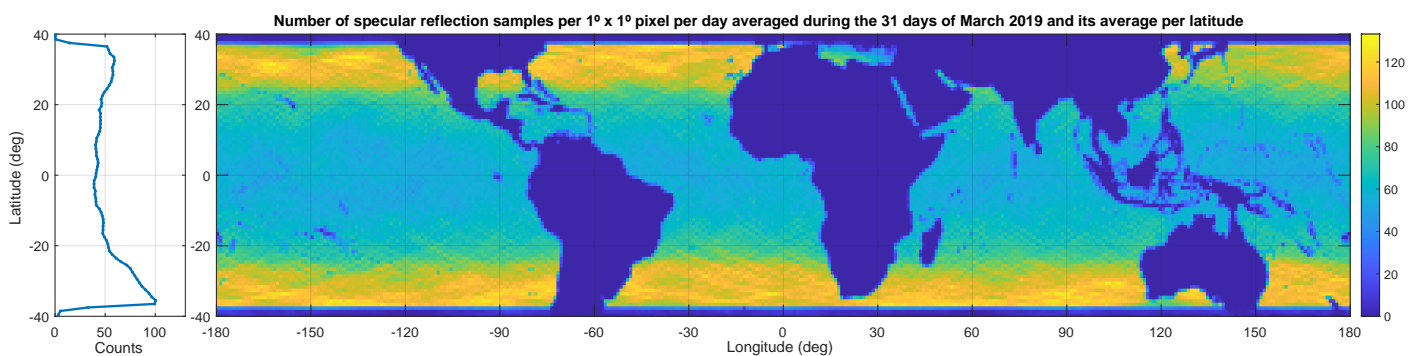 Number of specular reflection samples per 1º x 1º pixel per day averaged during the 31 days of March 2019 and its average per latitude
40
20
0
-20
-40
Latitude (deg)
0 50 100
Counts
40
20
0
-20
-40
-180 -150 -120 -90 -60 -30 0 30 60 90 120 150 180
Longitude (deg)
120
100
80
60
40
20
0